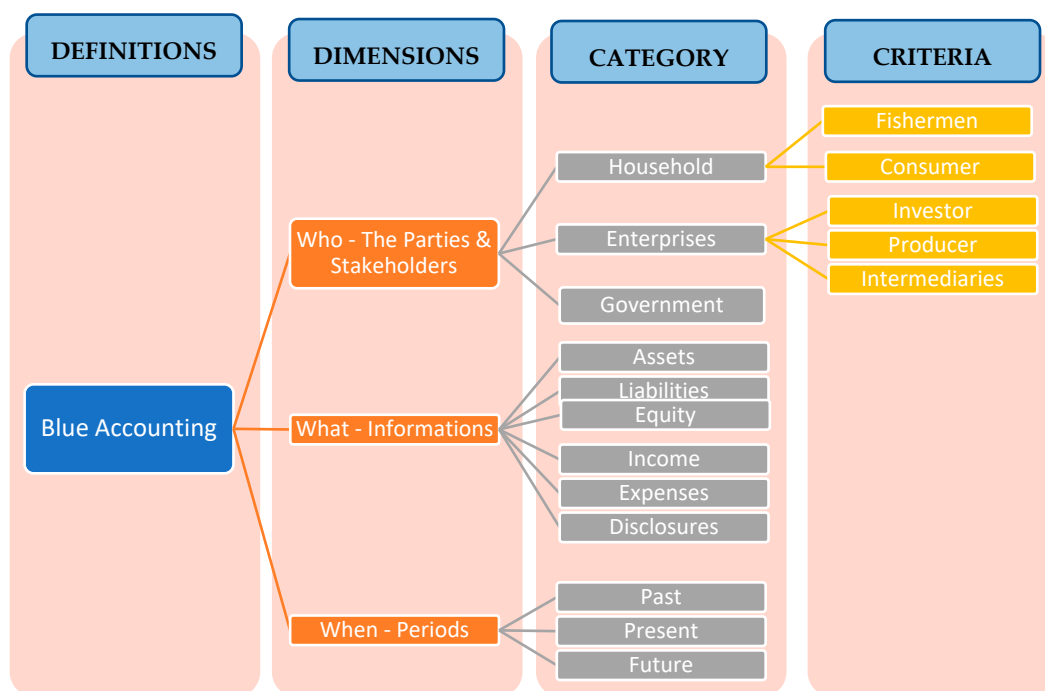 DEFINITIONS
DIMENSIONS
CATEGORY
CRITERIA
Blue Accounting
Who - The Parties &
Stakeholders
What - Informations
When - Periods
Household
Enterprises
Government
Assets
Liabilities
Equity
Income
Expenses
Disclosures
Past
Present
Future
Fishermen
Consumer
Investor
Producer
Intermediaries